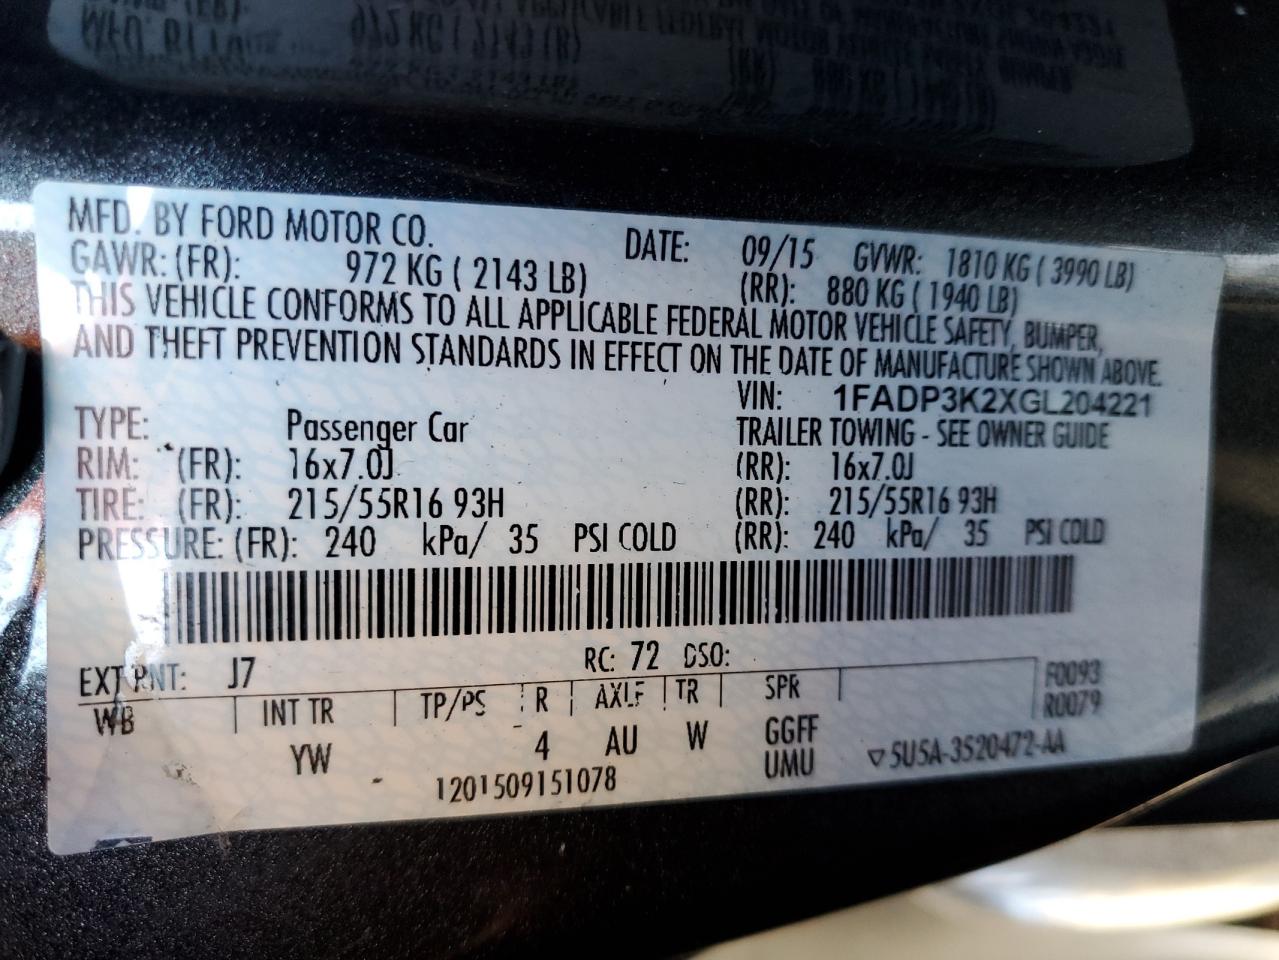 MFD. BY FORD MOTOR CO. DATE: 09/15 GVWR: 1810 KG ( 3990 LB)
GAWR: (FR): 972 KG ( 2143 LB) (RR): 880 KG ( 1940 LB)
THIS VEHICLE CONFORMS TO ALL APPLICABLE FEDERAL MOTOR VEHICLE SAFETY, BUMPER,
AND THEFT PREVENTION STANDARDS IN EFFECT ON THE DATE OF MANUFACTURE SHOWN ABOVE.
VIN: 1FADP3K2XGL204221
TYPE: Passenger Car TRAILER TOWING - SEE OWNER GUIDE
RIM: (FR): 16x7.0J (RR): 16x7.0J
TIRE: (FR): 215/55R16 93H (RR): 215/55R16 93H
PRESSURE: (FR): 240 kPa/ 35 PSI COLD (RR): 240 kPa/ 35 PSI COLD
EXT PNT: J7 RC: 72 DSO: F0093
WB INT TR TP/PS R AXLE TR SPR R0079
YW 4 AU W GGFF
UMU ▽5U5A-3S20472-AA
1201509151078